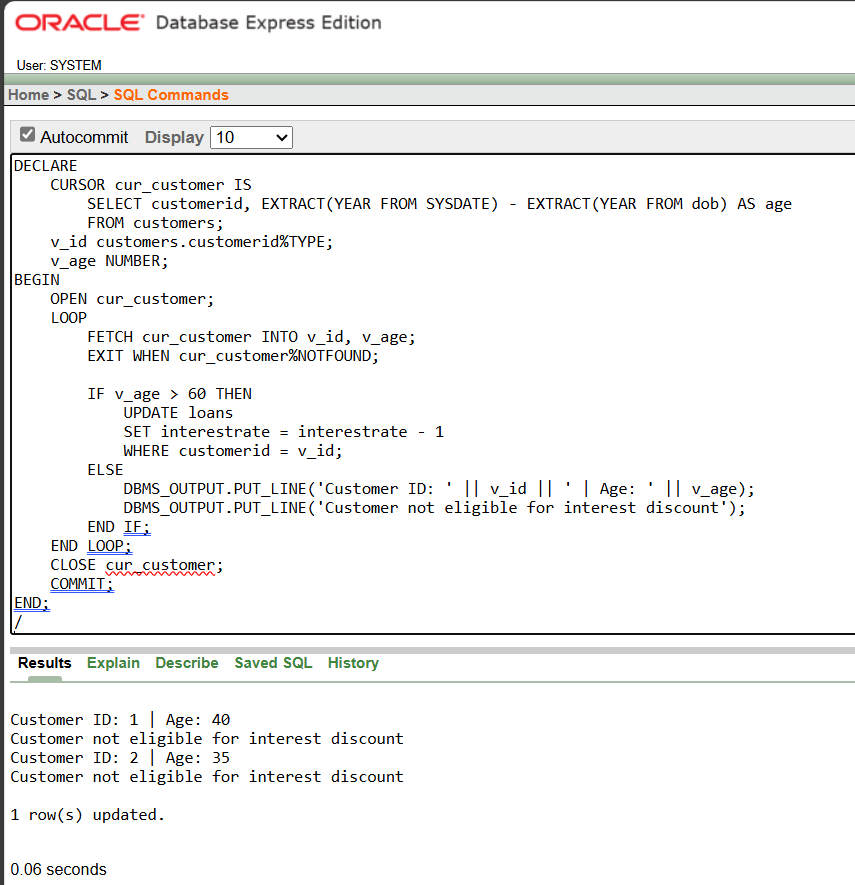 ORACLE® Database Express Edition
User: SYSTEM
Home > SQL > SQL Commands
Autocommit Display 10
DECLARE
    CURSOR cur_customer IS
        SELECT customerid, EXTRACT(YEAR FROM SYSDATE) - EXTRACT(YEAR FROM dob) AS age
        FROM customers;
    v_id customers.customerid%TYPE;
    v_age NUMBER;
BEGIN
    OPEN cur_customer;
    LOOP
        FETCH cur_customer INTO v_id, v_age;
        EXIT WHEN cur_customer%NOTFOUND;
        IF v_age > 60 THEN
            UPDATE loans
            SET interestrate = interestrate - 1
            WHERE customerid = v_id;
        ELSE
            DBMS_OUTPUT.PUT_LINE('Customer ID: ' || v_id || ' | Age: ' || v_age);
            DBMS_OUTPUT.PUT_LINE('Customer not eligible for interest discount');
        END IF;
    END LOOP;
    CLOSE cur_customer;
    COMMIT;
END;
/
Results Explain Describe Saved SQL History
Customer ID: 1 | Age: 40
Customer not eligible for interest discount
Customer ID: 2 | Age: 35
Customer not eligible for interest discount
1 row(s) updated.
0.06 seconds